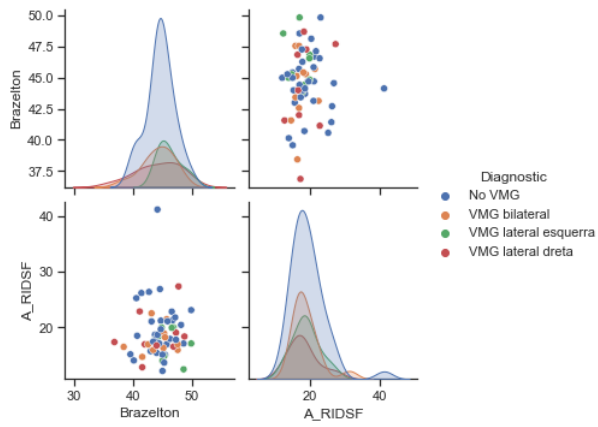 50.0
47.5
45.0
42.5
40.0
37.5
Brazelton
Diagnostic
No VMG
VMG bilateral
VMG lateral esquerra
VMG lateral dreta
40
30
20
A_RIDSF
30 40 50
Brazelton
20 40
A_RIDSF